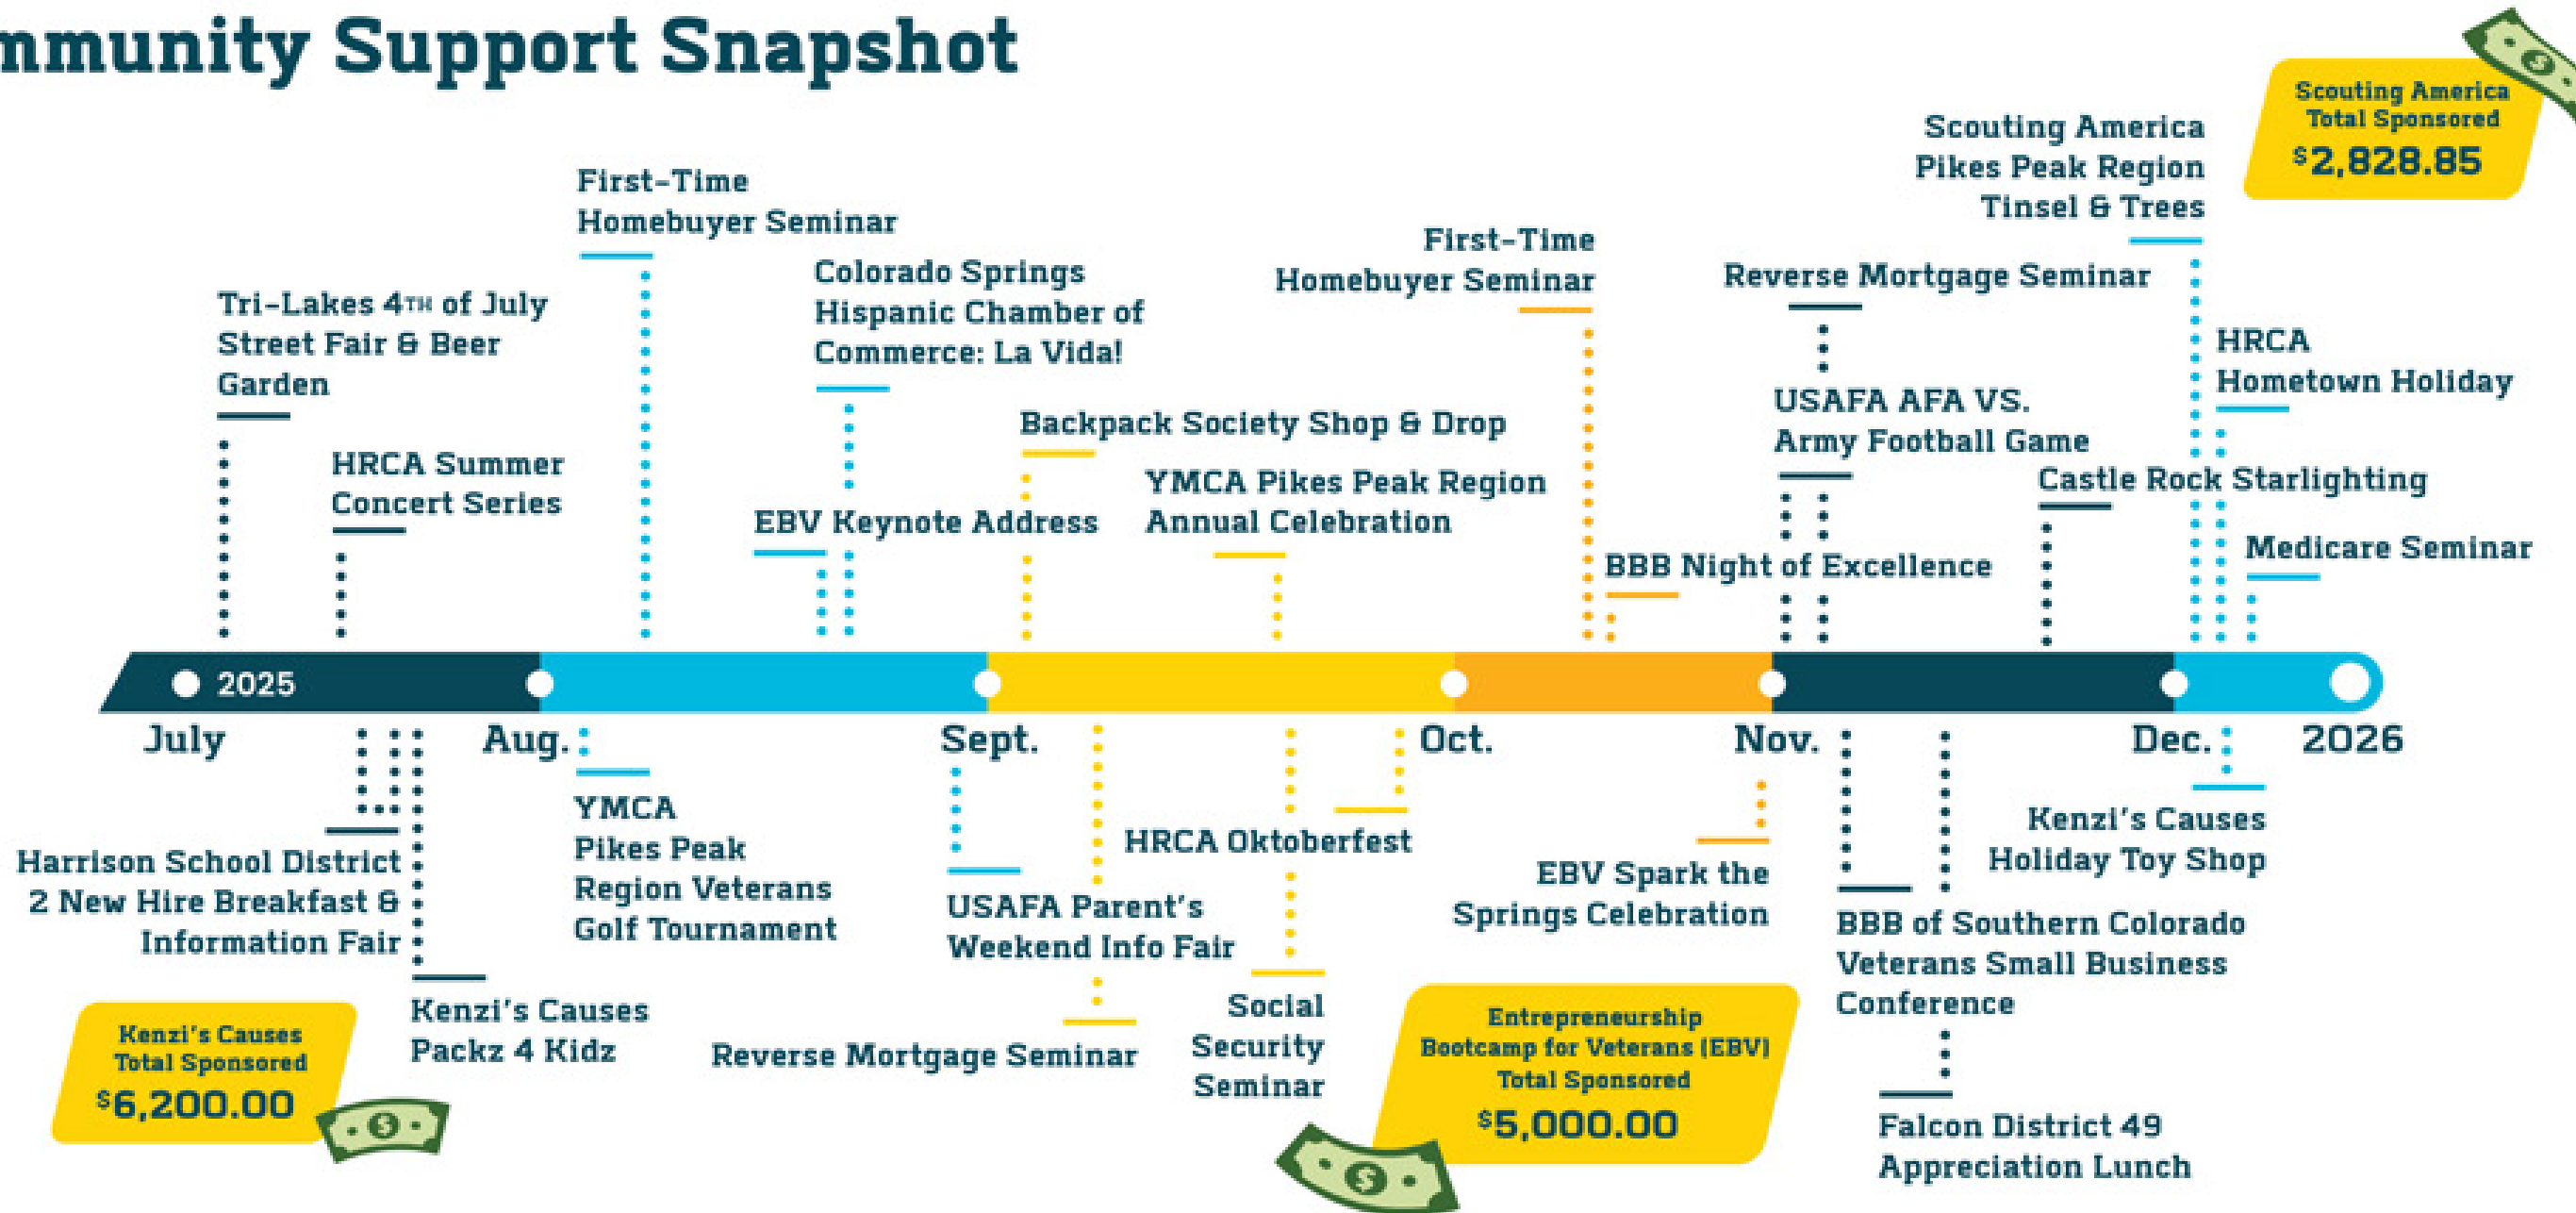 mmunity Support Snapshot
Scouting America
Total Sponsored
$2,828.85
Scouting America
Pikes Peak Region
Tinsel & Trees
First-Time
Homebuyer Seminar
First-Time
Homebuyer Seminar
Colorado Springs
Hispanic Chamber of
Commerce: La Vida!
Reverse Mortgage Seminar
Tri-Lakes 4TH of July
Street Fair & Beer
Garden
HRCA
Hometown Holiday
USAFA AFA VS.
Army Football Game
Backpack Society Shop & Drop
HRCA Summer
Concert Series
YMCA Pikes Peak Region
Annual Celebration
Castle Rock Starlighting
EBV Keynote Address
Medicare Seminar
BBB Night of Excellence
2025
July
Aug.
Sept.
Oct.
Nov.
Dec.
2026
Harrison School District
2 New Hire Breakfast &
Information Fair
YMCA
Pikes Peak
Region Veterans
Golf Tournament
HRCA Oktoberfest
USAFA Parent's
Weekend Info Fair
EBV Spark the
Springs Celebration
Kenzi's Causes
Holiday Toy Shop
BBB of Southern Colorado
Veterans Small Business
Conference
Kenzi's Causes
Packz 4 Kidz
Reverse Mortgage Seminar
Social
Security
Seminar
Kenzi's Causes
Total Sponsored
$6,200.00
Entrepreneurship
Bootcamp for Veterans (EBV)
Total Sponsored
$5,000.00
Falcon District 49
Appreciation Lunch